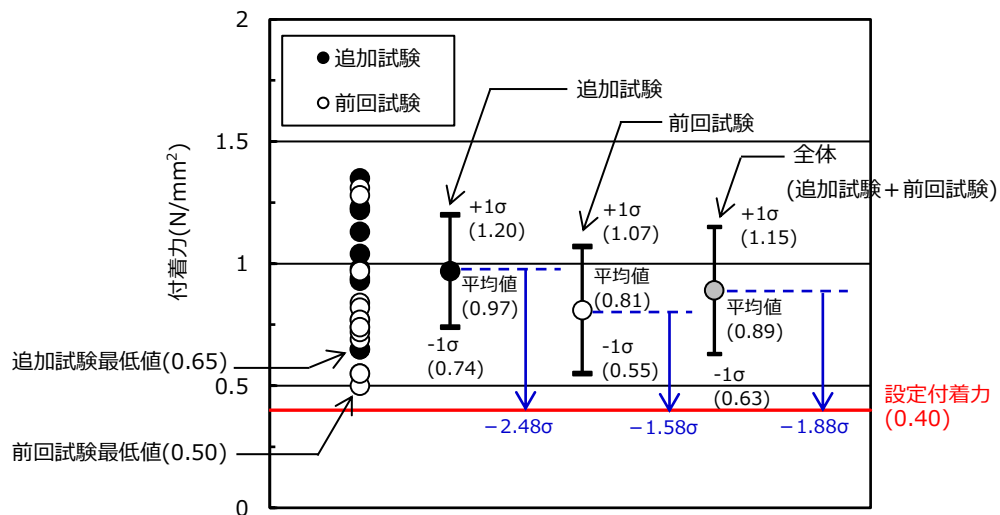 2
1.5
1
0.5
0
付着力(N/mm²)
追加試験
前回試験
追加試験
前回試験
全体
(追加試験＋前回試験)
+1σ
(1.20)
平均値
(0.97)
-1σ
(0.74)
+1σ
(1.07)
平均値
(0.81)
-1σ
(0.55)
+1σ
(1.15)
平均値
(0.89)
-1σ
(0.63)
追加試験最低値(0.65)
前回試験最低値(0.50)
設定付着力
(0.40)
－2.48σ
－1.58σ
－1.88σ